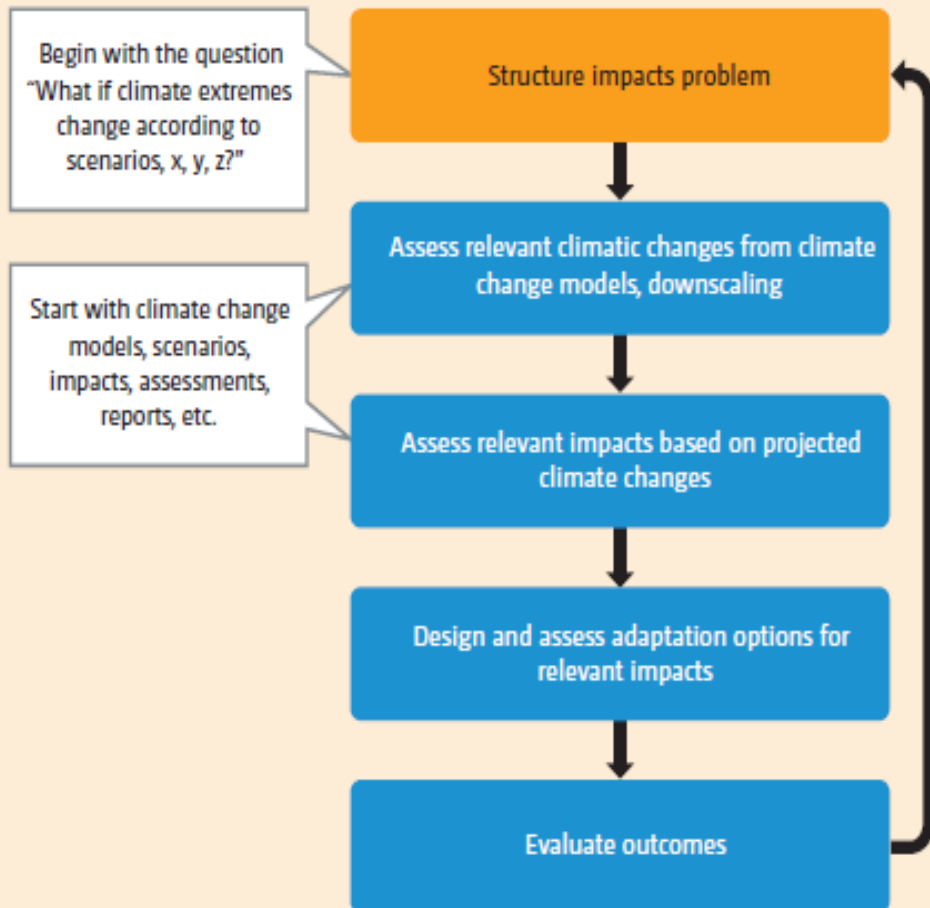 Begin with the question
“What if climate extremes
change according to
scenarios, x, y, z?”
Structure impacts problem
Start with climate change
models, scenarios,
impacts, assessments,
reports, etc.
Assess relevant climatic changes from climate
change models, downscaling
Assess relevant impacts based on projected
climate changes
Design and assess adaptation options for
relevant impacts
Evaluate outcomes